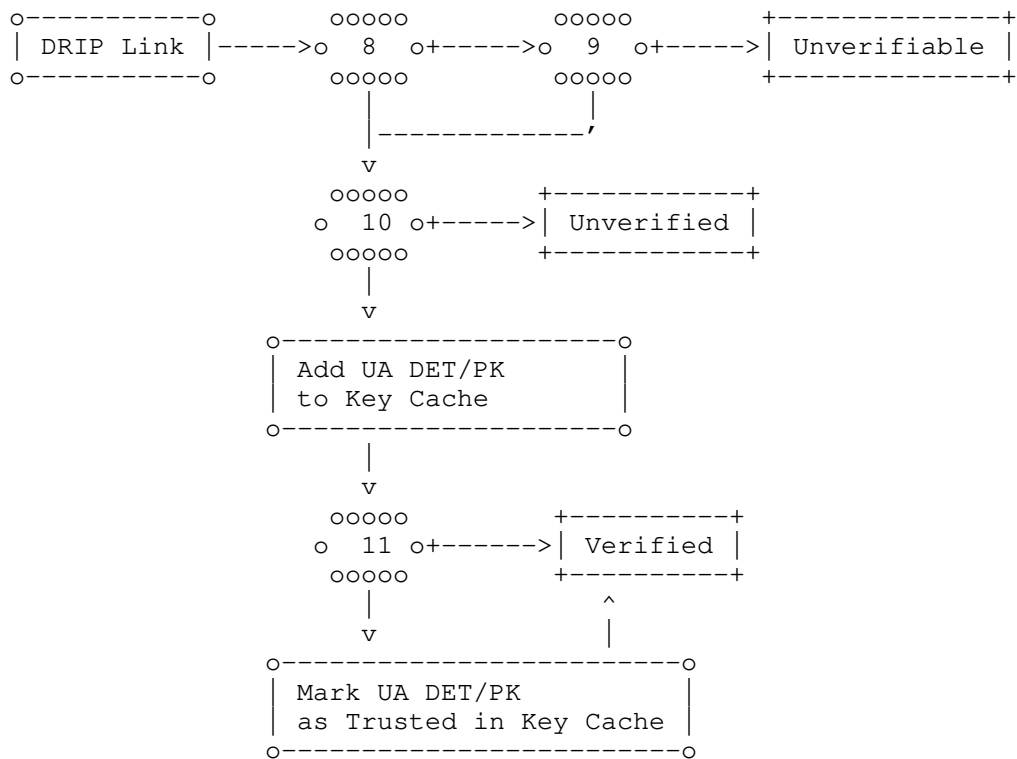 DRIP Link
8
9
Unverifiable
10
Unverified
Add UA DET/PK
to Key Cache
11
Verified
Mark UA DET/PK
as Trusted in Key Cache